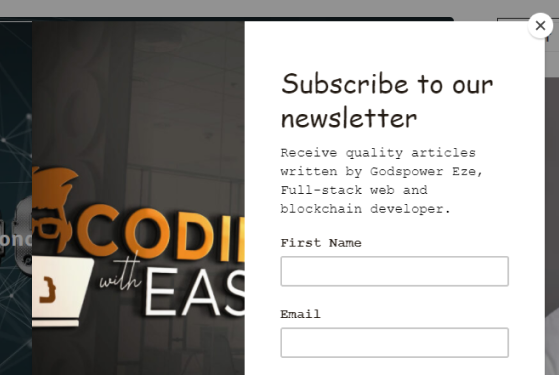 Subscribe to our
newsletter
Receive quality articles
written by Godspower Eze,
Full-stack web and
blockchain developer.
First Name
Email
CODI
with
EAS